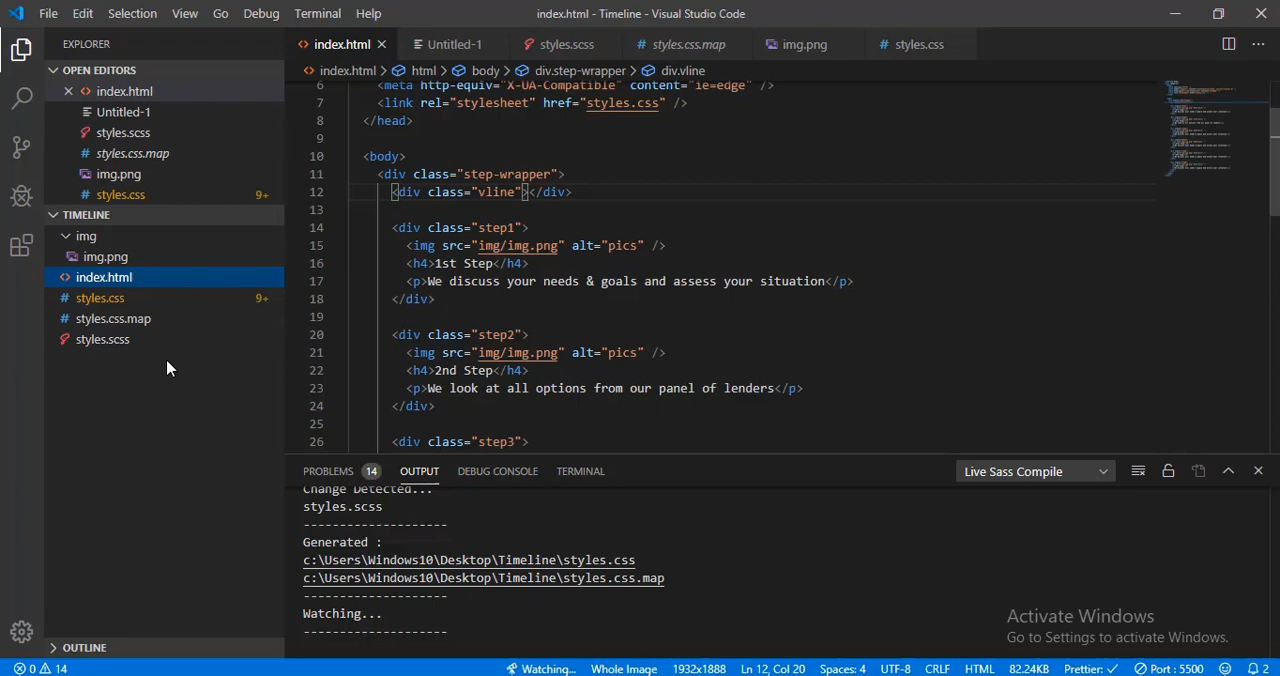 File Edit Selection View Go Debug Terminal Help index.html - Timeline - Visual Studio Code
EXPLORER
OPEN EDITORS
index.html
Untitled-1
styles.scss
styles.css.map
img.png
styles.css 9+
TIMELINE
img
img.png
index.html
styles.css 9+
styles.css.map
styles.scss
OUTLINE
index.html Untitled-1 styles.scss styles.css.map img.png styles.css
index.html > html > body > div.step-wrapper > div.vline
6 <meta http-equiv="X-UA-Compatible" content="ie=edge" />
7 <link rel="stylesheet" href="styles.css" />
8 </head>
9
10 <body>
11 <div class="step-wrapper">
12 <div class="vline"></div>
13
14 <div class="step1">
15 <img src="img/img.png" alt="pics" />
16 <h4>1st Step</h4>
17 <p>We discuss your needs & goals and assess your situation</p>
18 </div>
19
20 <div class="step2">
21 <img src="img/img.png" alt="pics" />
22 <h4>2nd Step</h4>
23 <p>We look at all options from our panel of lenders</p>
24 </div>
25
26 <div class="step3">
PROBLEMS 14 OUTPUT DEBUG CONSOLE TERMINAL Live Sass Compile
Change Detected...
styles.scss
--------------------
Generated :
c:\Users\Windows10\Desktop\Timeline\styles.css
c:\Users\Windows10\Desktop\Timeline\styles.css.map
--------------------
Watching...
--------------------
Activate Windows
Go to Settings to activate Windows.
0 14 Watching... Whole Image 1932x1888 Ln 12, Col 20 Spaces: 4 UTF-8 CRLF HTML 82.24KB Prettier: ✓ Port : 5500 2